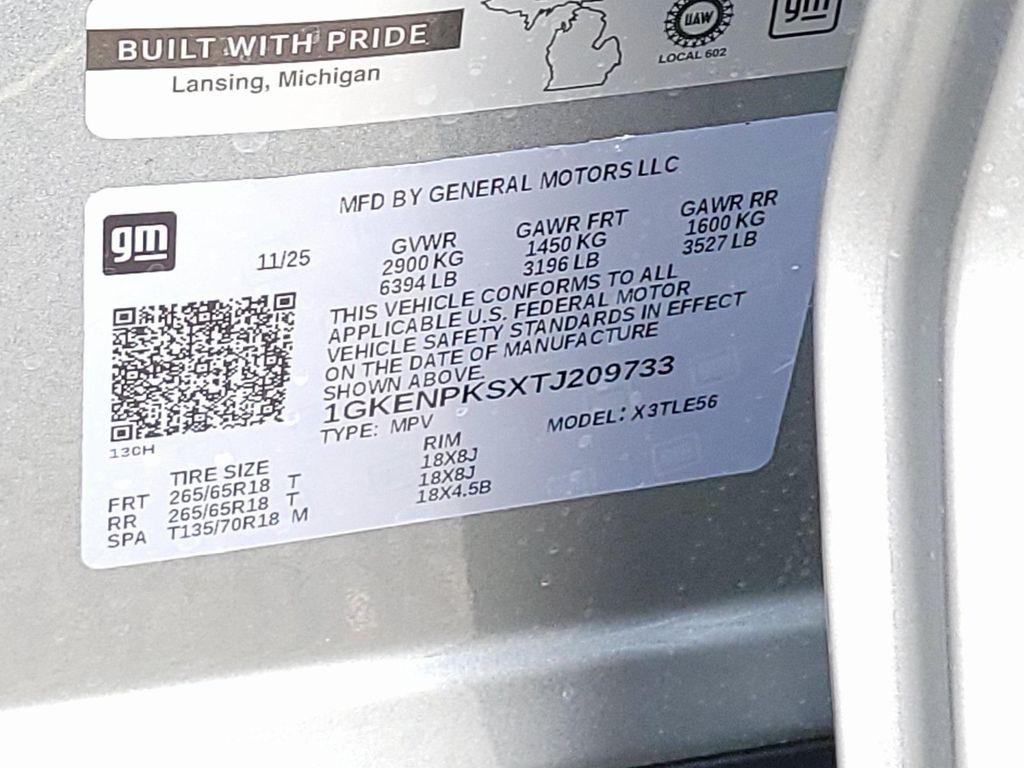 BUILT WITH PRIDE
Lansing, Michigan
UAW
LOCAL 602
gm
MFD BY GENERAL MOTORS LLC
gm
11/25
GVWR
2900 KG
6394 LB
GAWR FRT
1450 KG
3196 LB
GAWR RR
1600 KG
3527 LB
THIS VEHICLE CONFORMS TO ALL
APPLICABLE U.S. FEDERAL MOTOR
VEHICLE SAFETY STANDARDS IN EFFECT
ON THE DATE OF MANUFACTURE
SHOWN ABOVE.
1GKENPKSXTJ209733
TYPE: MPV MODEL: X3TLE56
13CH
TIRE SIZE RIM
FRT 265/65R18 T 18X8J
RR 265/65R18 T 18X8J
SPA T135/70R18 M 18X4.5B